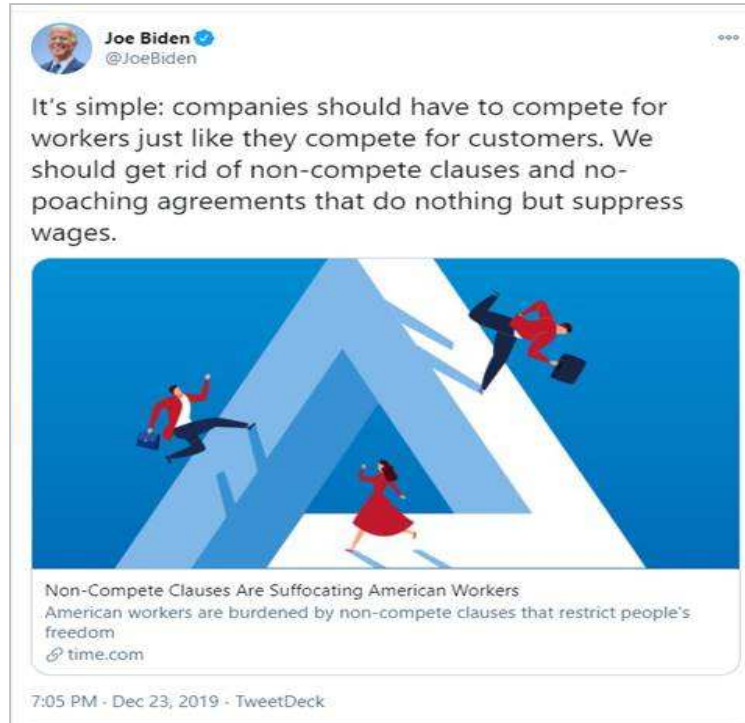 Joe Biden
@JoeBiden
It's simple: companies should have to compete for
workers just like they compete for customers. We
should get rid of non-compete clauses and no-
poaching agreements that do nothing but suppress
wages.
Non-Compete Clauses Are Suffocating American Workers
American workers are burdened by non-compete clauses that restrict people's
freedom
time.com
7:05 PM - Dec 23, 2019 - TweetDeck